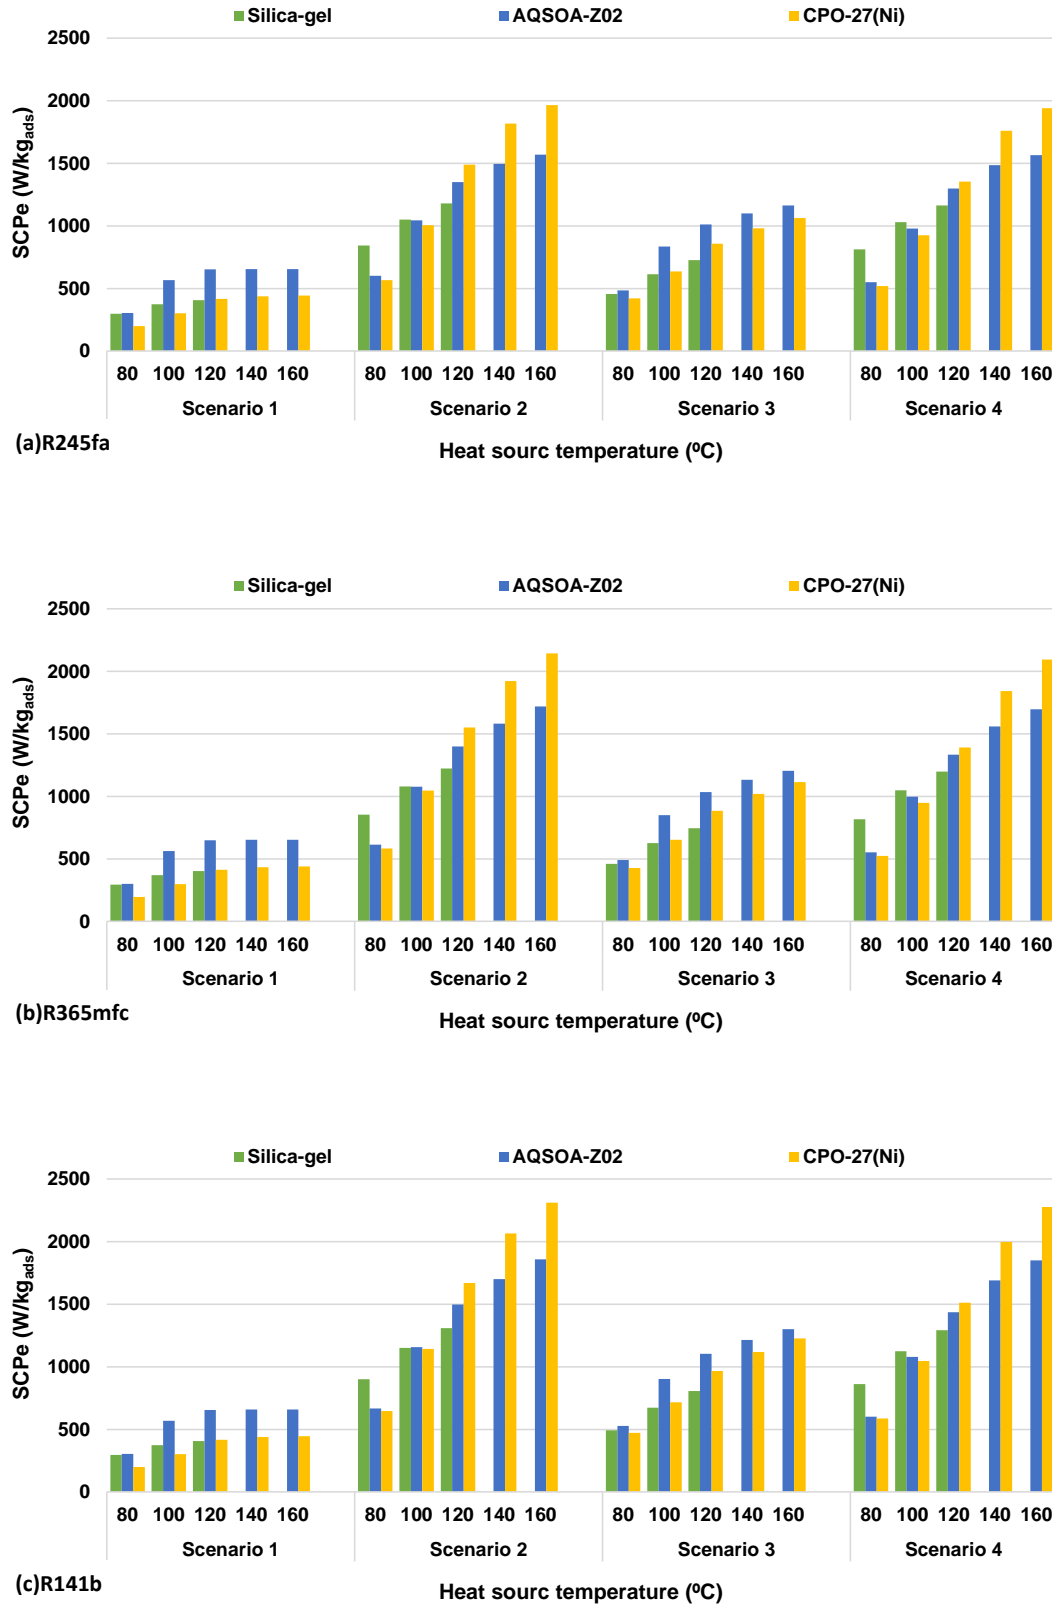 Silica-gel AQSOA-Z02 CPO-27(Ni)
2500
2000
1500
1000
500
0
SCPe (W/kgads)
80 100 120 140 160 80 100 120 140 160 80 100 120 140 160 80 100 120 140 160
Scenario 1 Scenario 2 Scenario 3 Scenario 4
(a)R245fa
Heat sourc temperature (ºC)
Silica-gel AQSOA-Z02 CPO-27(Ni)
2500
2000
1500
1000
500
0
SCPe (W/kgads)
80 100 120 140 160 80 100 120 140 160 80 100 120 140 160 80 100 120 140 160
Scenario 1 Scenario 2 Scenario 3 Scenario 4
(b)R365mfc
Heat sourc temperature (ºC)
Silica-gel AQSOA-Z02 CPO-27(Ni)
2500
2000
1500
1000
500
0
SCPe (W/kgads)
80 100 120 140 160 80 100 120 140 160 80 100 120 140 160 80 100 120 140 160
Scenario 1 Scenario 2 Scenario 3 Scenario 4
(c)R141b
Heat sourc temperature (ºC)